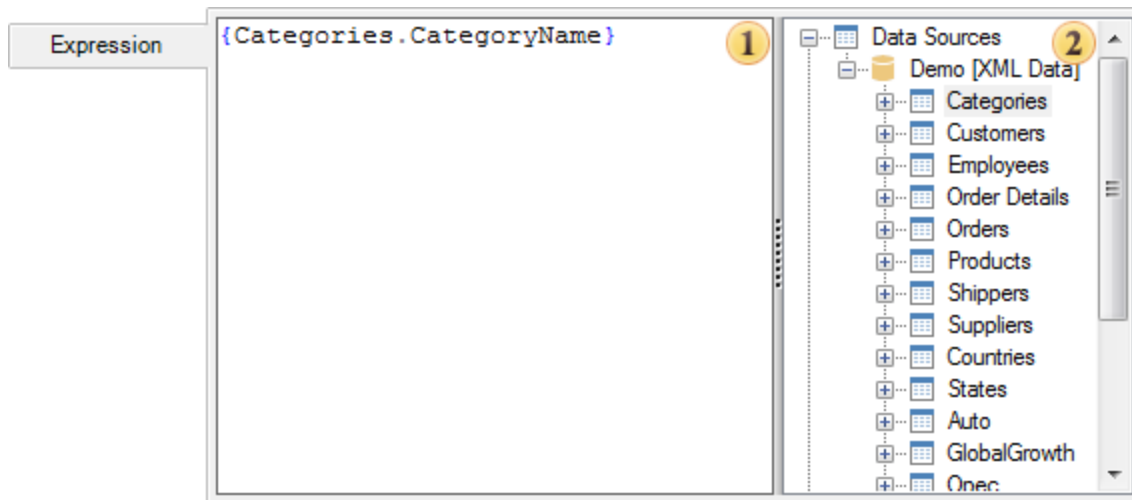 Expression
{Categories.CategoryName}
1
Data Sources
2
Demo [XML Data]
Categories
Customers
Employees
Order Details
Orders
Products
Shippers
Suppliers
Countries
States
Auto
GlobalGrowth
Opec